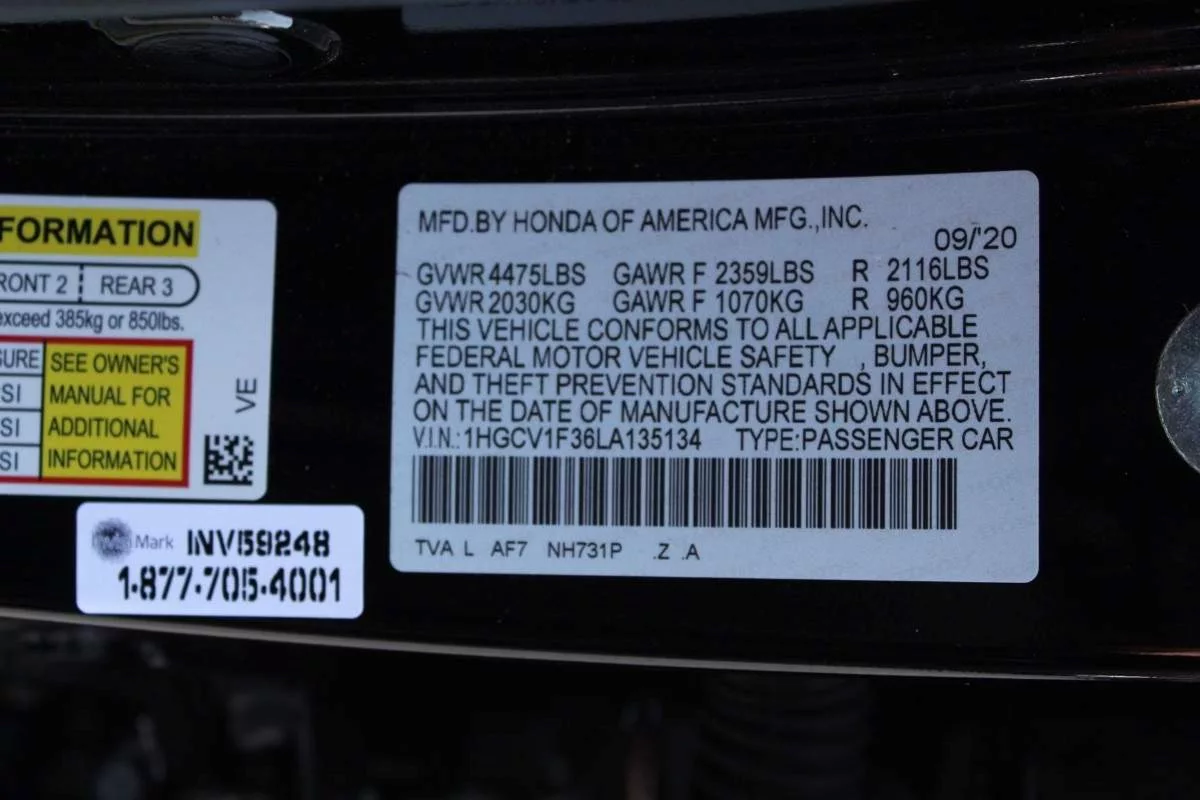 FORMATION
RONT 2 REAR 3
exceed 385kg or 850lbs.
SURE SEE OWNER'S
SI MANUAL FOR
SI ADDITIONAL
SI INFORMATION
VE
Mark INV59248
1-877-705-4001
MFD.BY HONDA OF AMERICA MFG.,INC.
09/'20
GVWR 4475LBS GAWR F 2359LBS R 2116LBS
GVWR 2030KG GAWR F 1070KG R 960KG
THIS VEHICLE CONFORMS TO ALL APPLICABLE
FEDERAL MOTOR VEHICLE SAFETY , BUMPER,
AND THEFT PREVENTION STANDARDS IN EFFECT
ON THE DATE OF MANUFACTURE SHOWN ABOVE.
V.I.N.:1HGCV1F36LA135134 TYPE:PASSENGER CAR
TVA L AF7 NH731P .Z .A